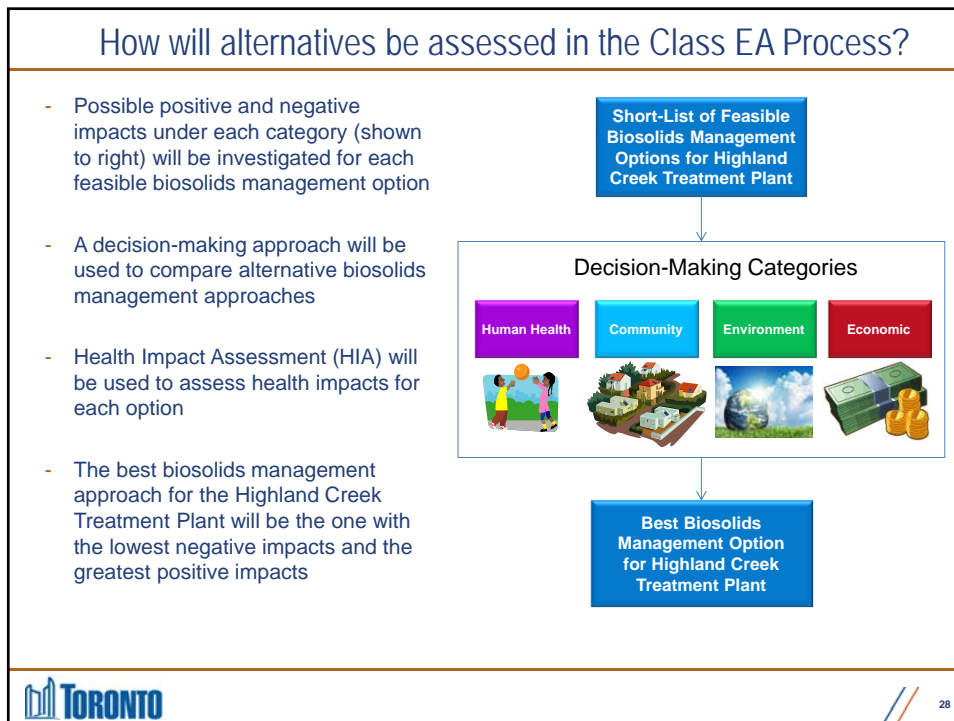 How will alternatives be assessed in the Class EA Process?
- Possible positive and negative
impacts under each category (shown
to right) will be investigated for each
feasible biosolids management option
- A decision-making approach will be
used to compare alternative biosolids
management approaches
- Health Impact Assessment (HIA) will
be used to assess health impacts for
each option
- The best biosolids management
approach for the Highland Creek
Treatment Plant will be the one with
the lowest negative impacts and the
greatest positive impacts
Short-List of Feasible
Biosolids Management
Options for Highland
Creek Treatment Plant
Decision-Making Categories
Human Health
Community
Environment
Economic
Best Biosolids
Management Option
for Highland Creek
Treatment Plant
TORONTO
28